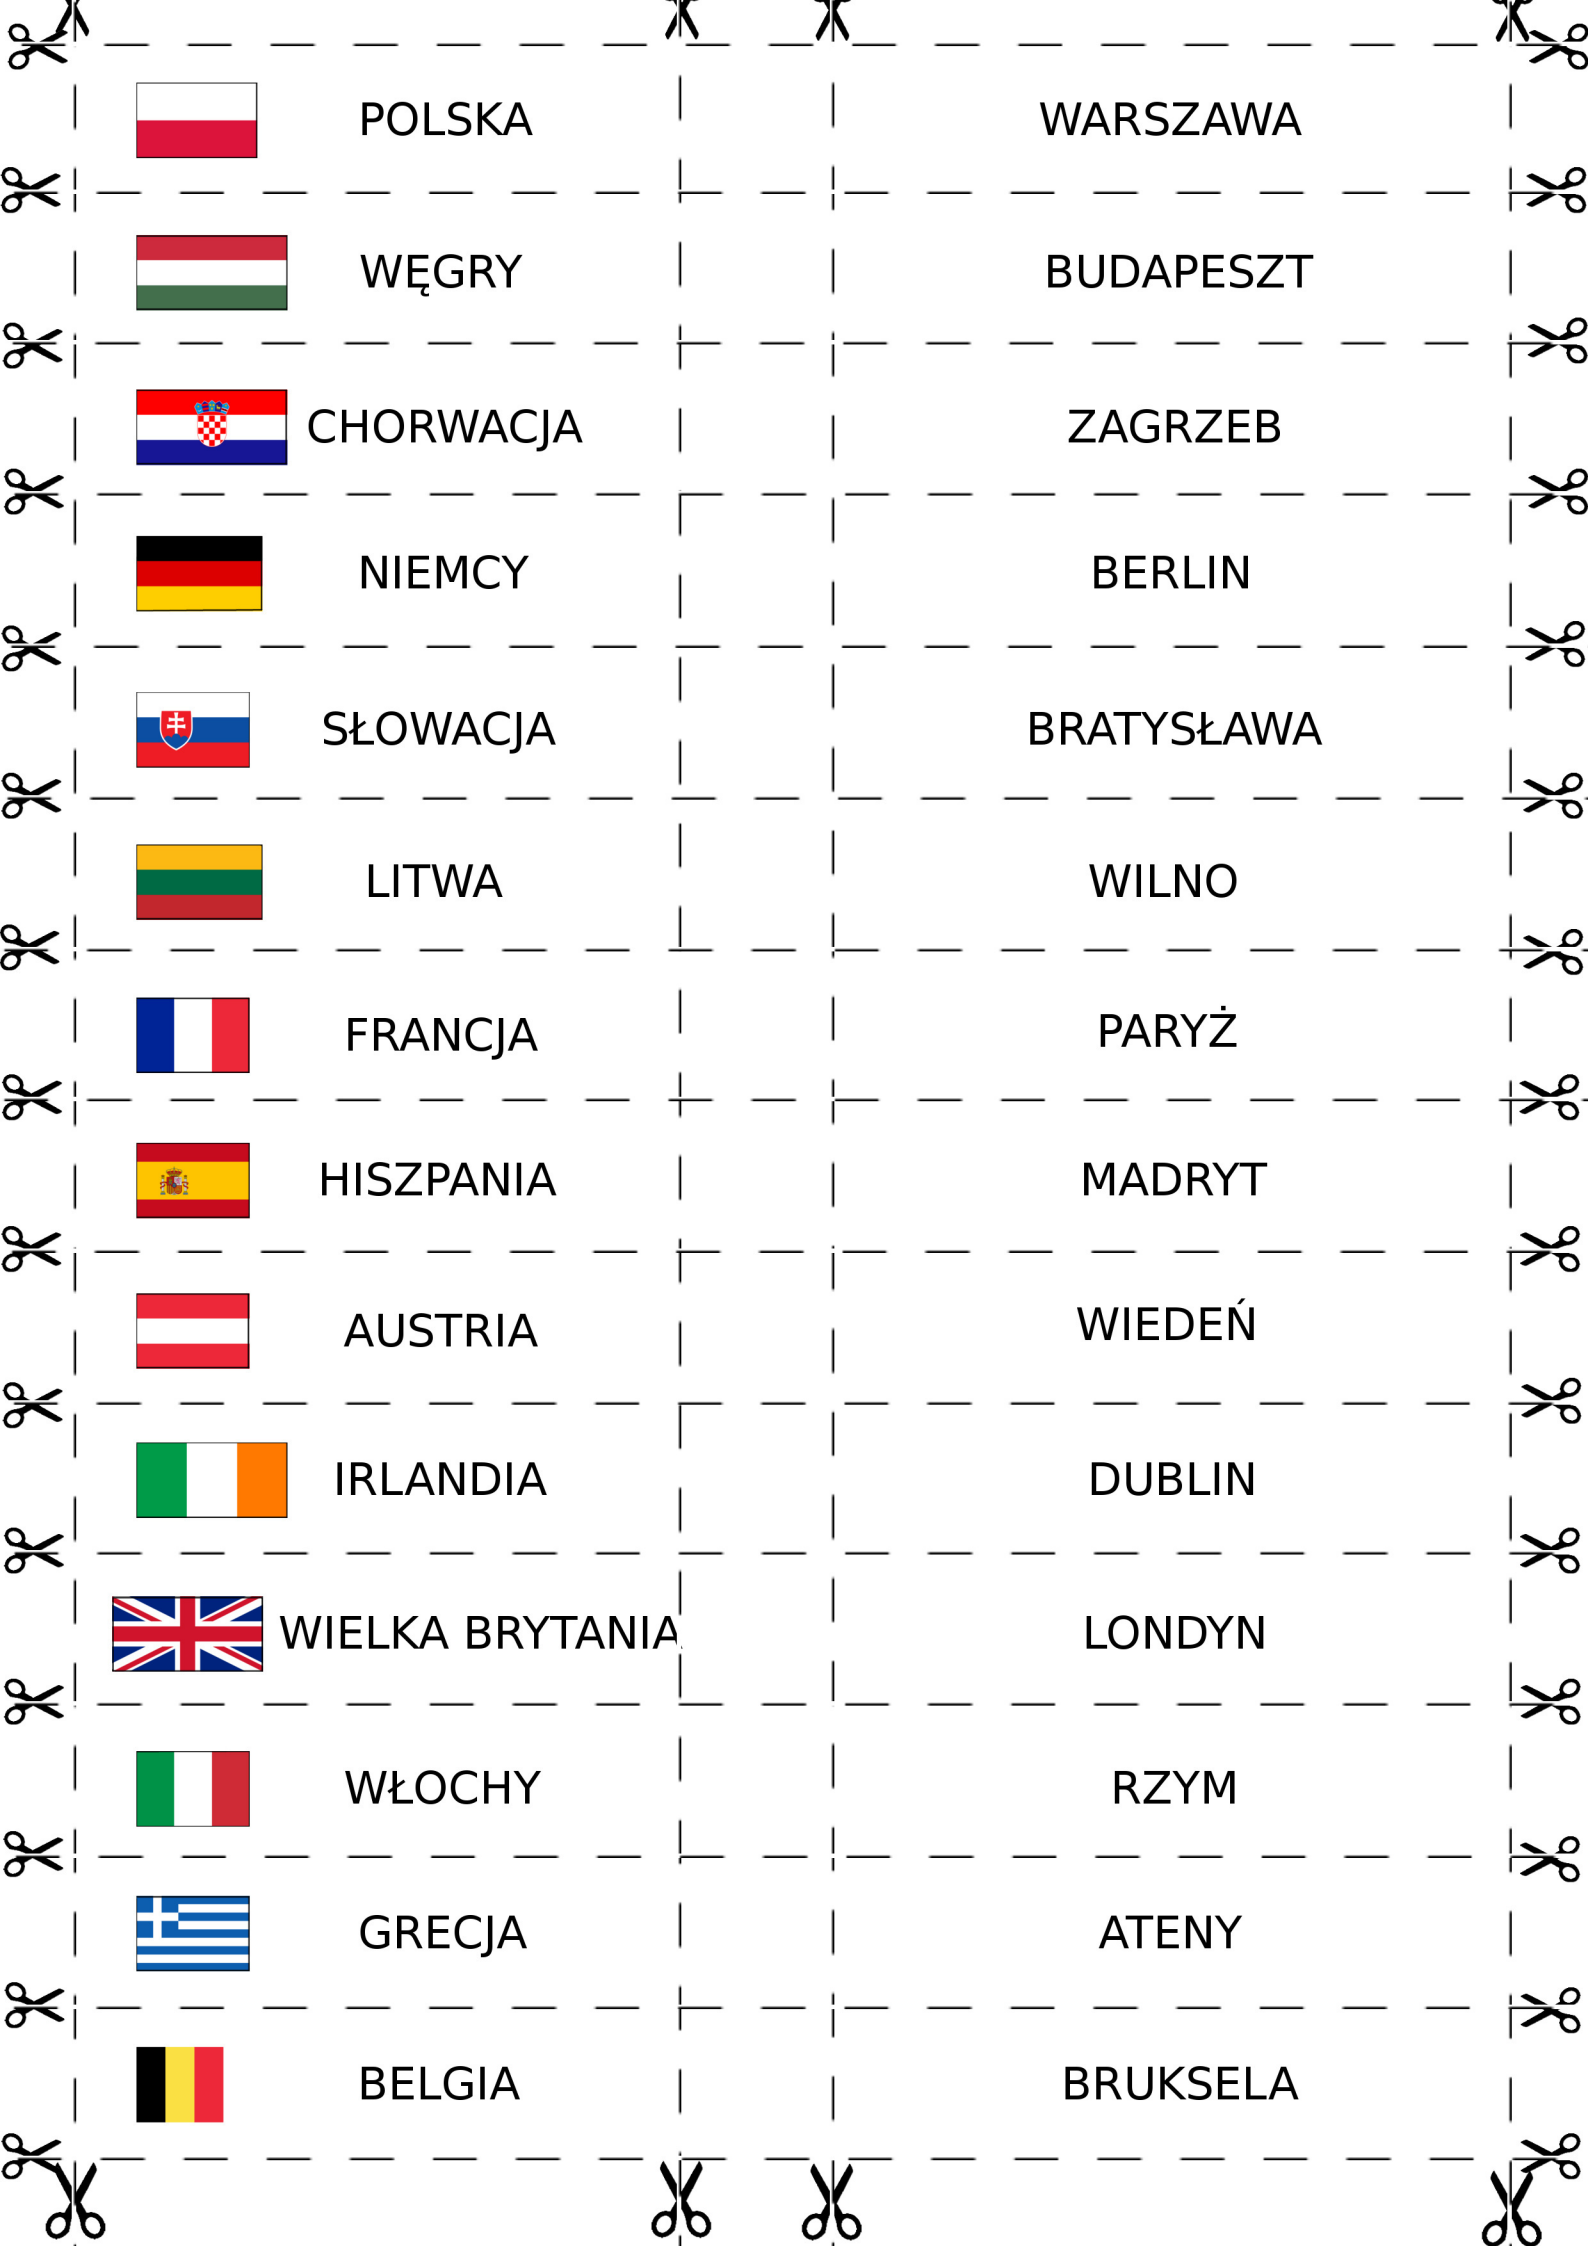 POLSKA WARSZAWA
WĘGRY BUDAPESZT
CHORWACJA ZAGRZEB
NIEMCY BERLIN
SŁOWACJA BRATYSŁAWA
LITWA WILNO
FRANCJA PARYŻ
HISZPANIA MADRYT
AUSTRIA WIEDEŃ
IRLANDIA DUBLIN
WIELKA BRYTANIA LONDYN
WŁOCHY RZYM
GRECJA ATENY
BELGIA BRUKSELA